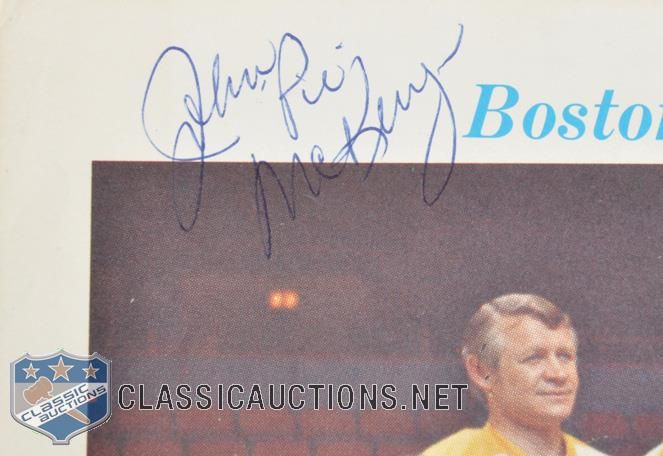 John "Pie"
McKenzie
Boston
CLASSIC
AUCTIONS
CLASSICAUCTIONS.NET